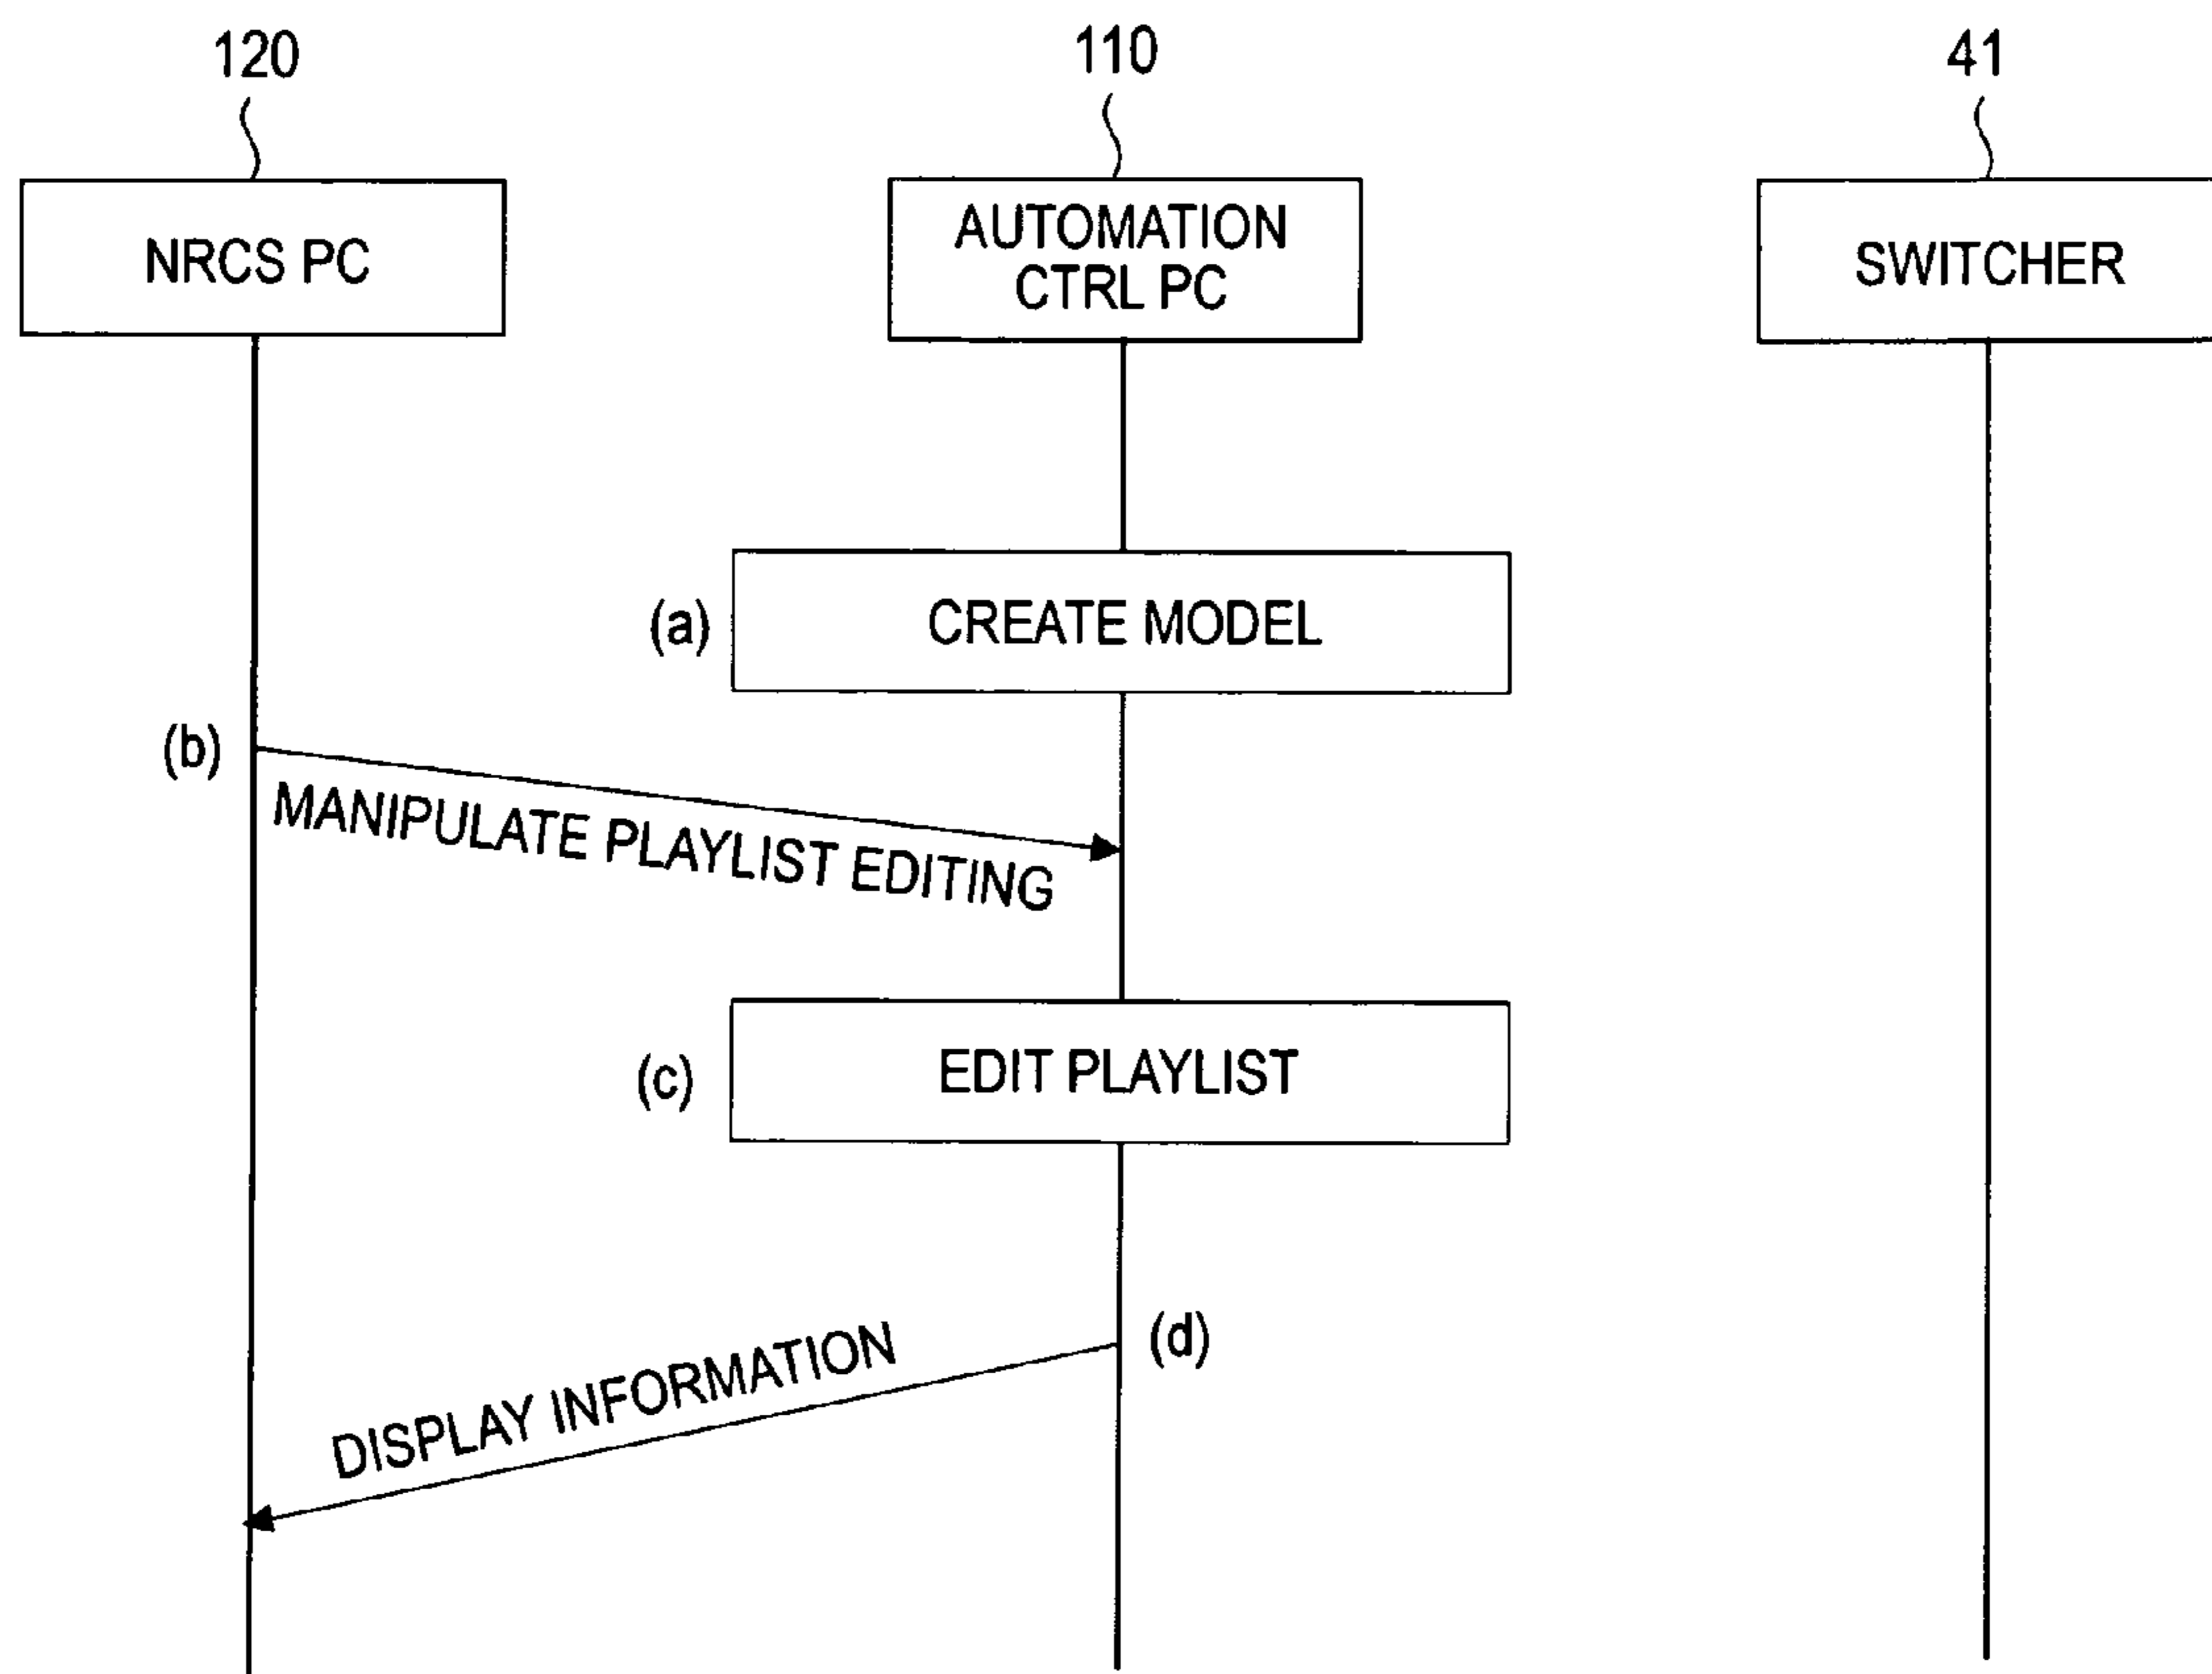 120
110
41
NRCS PC
AUTOMATION
CTRL PC
SWITCHER
(a)
CREATE MODEL
(b)
MANIPULATE PLAYLIST EDITING
(c)
EDIT PLAYLIST
(d)
DISPLAY INFORMATION